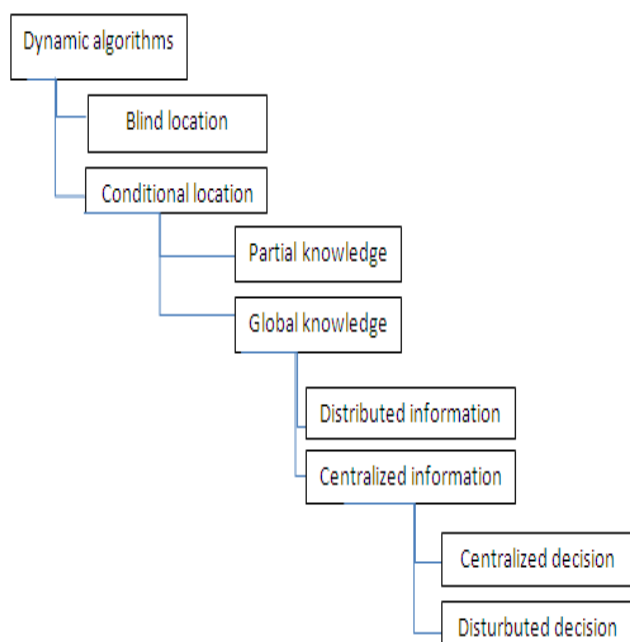 Dynamic algorithms
Blind location
Conditional location
Partial knowledge
Global knowledge
Distributed information
Centralized information
Centralized decision
Disturbuted decision